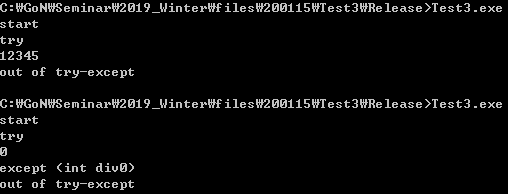 C:₩GoN₩Seminar₩2019_Winter₩files₩200115₩Test3₩Release>Test3.exe
start
try
12345
out of try-except
C:₩GoN₩Seminar₩2019_Winter₩files₩200115₩Test3₩Release>Test3.exe
start
try
0
except (int div0)
out of try-except